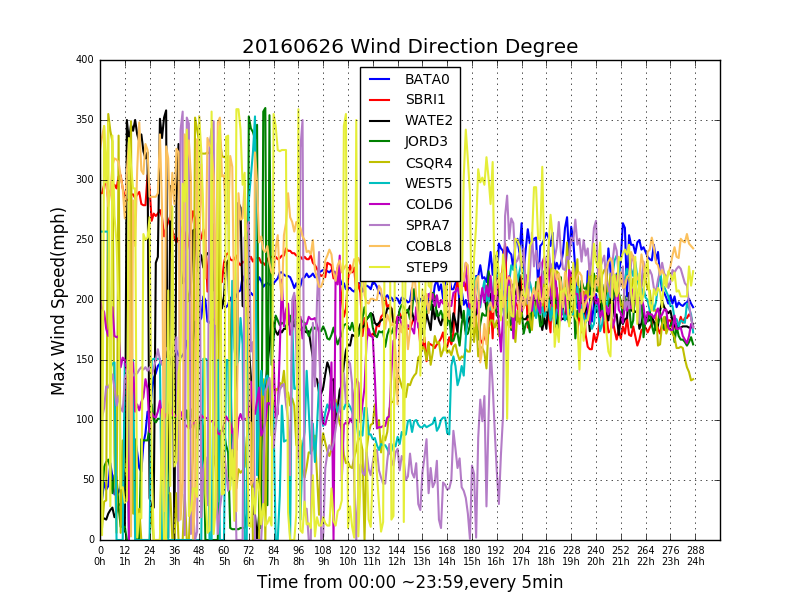 20160626 Wind Direction Degree
Max Wind Speed(mph)
400
350
300
250
200
150
100
50
0
BATA0
SBRI1
WATE2
JORD3
CSQR4
WEST5
COLD6
SPRA7
COBL8
STEP9
0 12 24 36 48 60 72 84 96 108 120 132 144 156 168 180 192 204 216 228 240 252 264 276 288
0h 1h 2h 3h 4h 5h 6h 7h 8h 9h 10h 11h 12h 13h 14h 15h 16h 17h 18h 19h 20h 21h 22h 23h 24h
Time from 00:00 ~23:59,every 5min